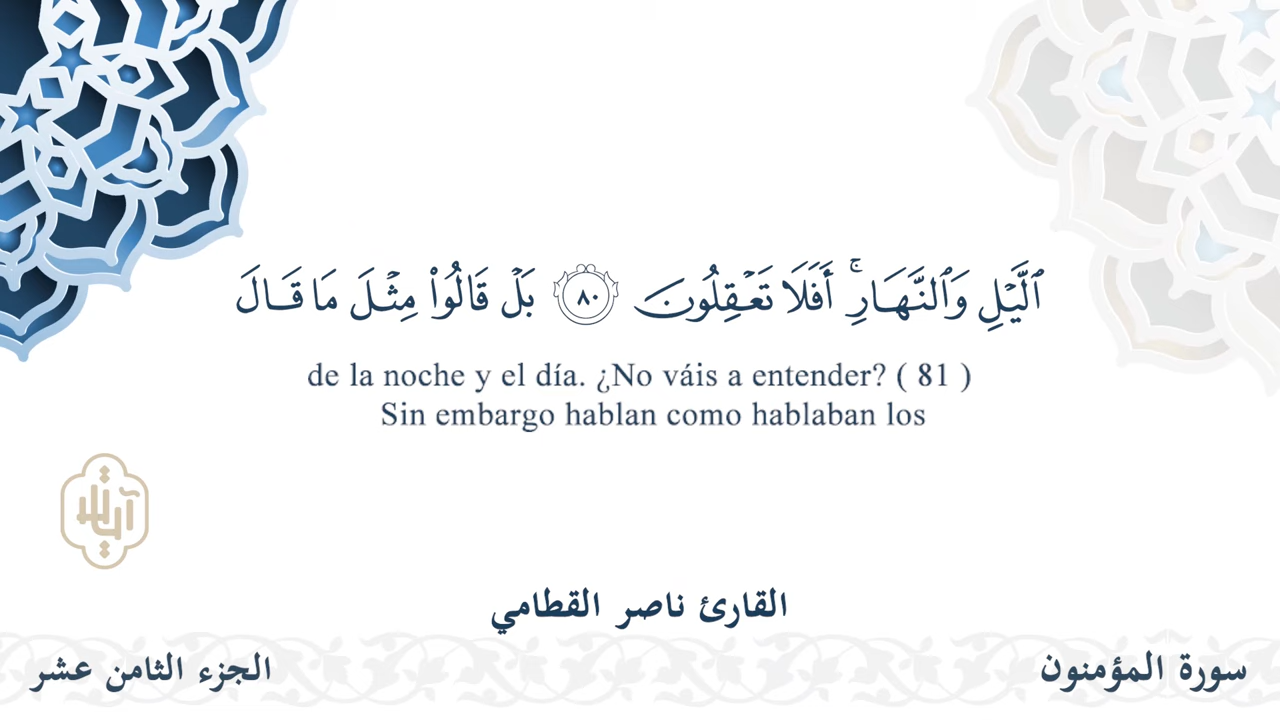 ٱلَّيۡلِ وَٱلنَّهَارِۚ أَفَلَا تَعۡقِلُونَ ٨٠ بَلۡ قَالُواْ مِثۡلَ مَا قَالَ
de la noche y el día. ¿No váis a entender? ( 81 )
Sin embargo hablan como hablaban los
آيات
القارئ ناصر القطامي
سورة المؤمنون
الجزء الثامن عشر